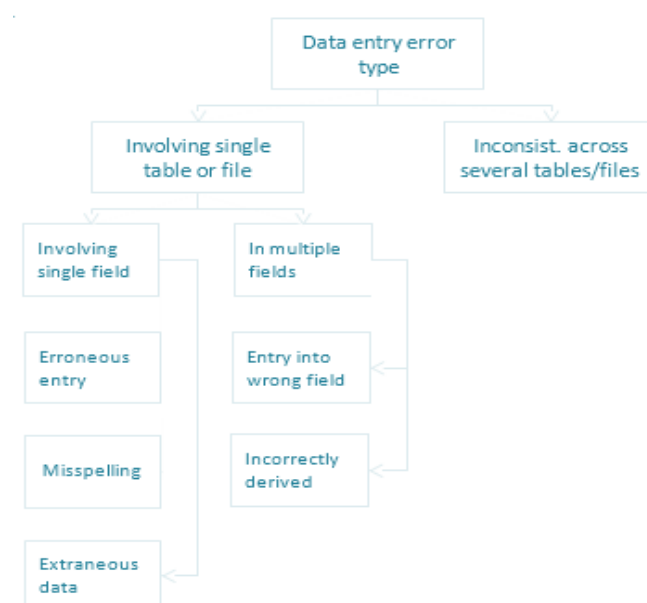 Data entry error
type
Involving single
table or file
Inconsist. across
several tables/files
Involving
single field
In multiple
fields
Erroneous
entry
Entry into
wrong field
Misspelling
Incorrectly
derived
Extraneous
data